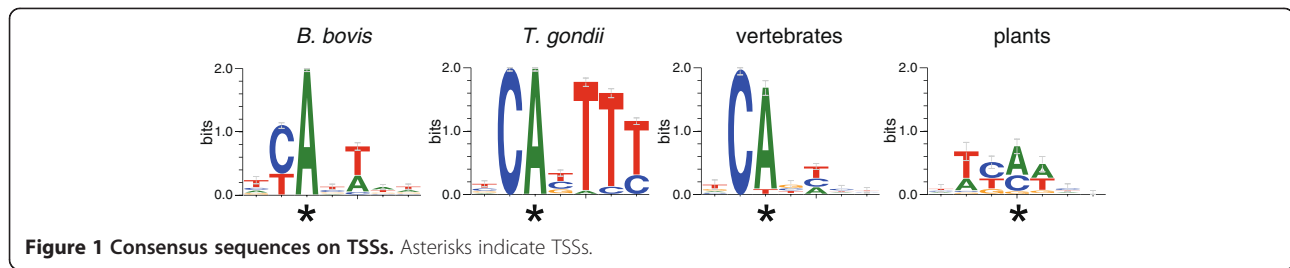 B. bovis T. gondii vertebrates plants
2.0 2.0 2.0 2.0
bits bits bits bits
1.0 1.0 1.0 1.0
T C T A T A
C A T C T T T C
C A T C A
T A T C A A C T T
0.0 0.0 0.0 0.0
* * * *
Figure 1 Consensus sequences on TSSs. Asterisks indicate TSSs.